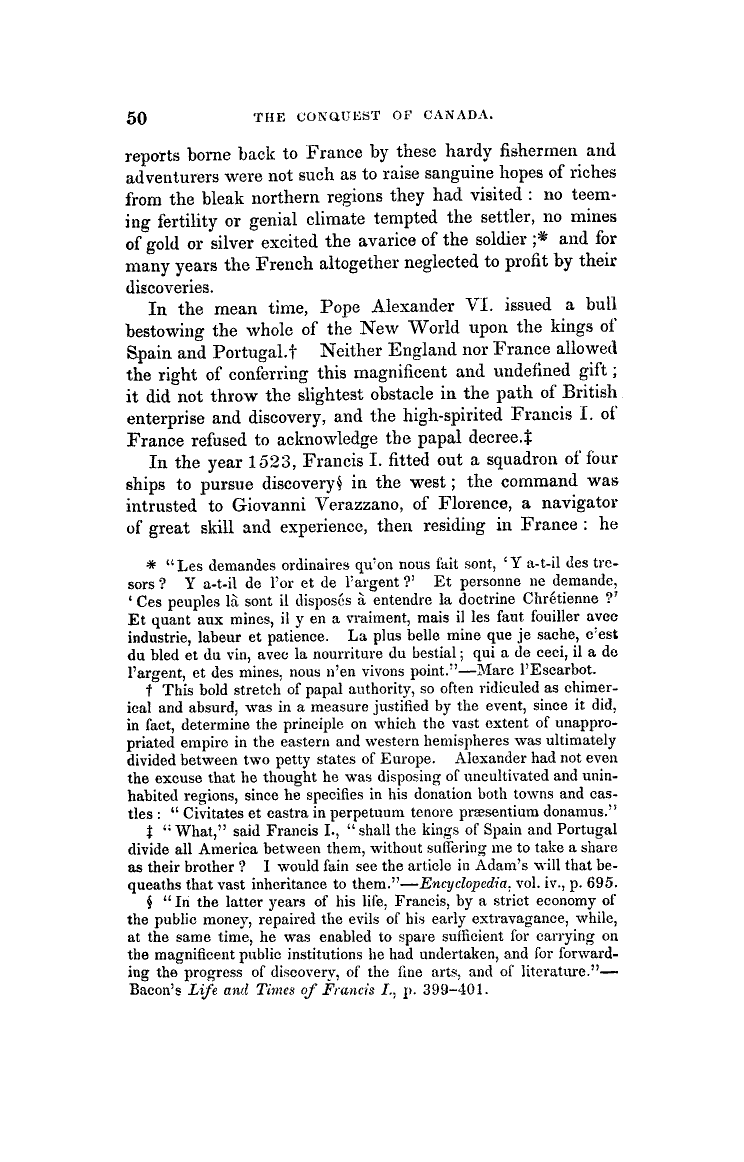 50 THE CONQUEST OF CANADA.
reports borne back to France by these hardy fishermen and
adventurers were not such as to raise sanguine hopes of riches
from the bleak northern regions they had visited : no teem-
ing fertility or genial climate tempted the settler, no mines
of gold or silver excited the avarice of the soldier ;* and for
many years the French altogether neglected to profit by their
discoveries.
In the mean time, Pope Alexander VI. issued a bull
bestowing the whole of the New World upon the kings of
Spain and Portugal.† Neither England nor France allowed
the right of conferring this magnificent and undefined gift ;
it did not throw the slightest obstacle in the path of British
enterprise and discovery, and the high-spirited Francis I. of
France refused to acknowledge the papal decree.‡
In the year 1523, Francis I. fitted out a squadron of four
ships to pursue discovery§ in the west ; the command was
intrusted to Giovanni Verazzano, of Florence, a navigator
of great skill and experience, then residing in France : he
* “Les demandes ordinaires qu'on nous fait sont, ‘Y a-t-il des tre-
sors ? Y a-t-il de l'or et de l'argent ?’ Et personne ne demande,
‘Ces peuples là sont il disposés à entendre la doctrine Chrétienne ?’
Et quant aux mines, il y en a vraiment, mais il les faut fouiller avec
industrie, labeur et patience. La plus belle mine que je sache, c'est
du bled et du vin, avec la nourriture du bestial ; qui a de ceci, il a de
l'argent, et des mines, nous n'en vivons point.”—Marc l'Escarbot.
† This bold stretch of papal authority, so often ridiculed as chimer-
ical and absurd, was in a measure justified by the event, since it did,
in fact, determine the principle on which the vast extent of unappro-
priated empire in the eastern and western hemispheres was ultimately
divided between two petty states of Europe. Alexander had not even
the excuse that he thought he was disposing of uncultivated and unin-
habited regions, since he specifies in his donation both towns and cas-
tles : “Civitates et castra in perpetuum tenore præsentium donamus.”
‡ “What,” said Francis I., “shall the kings of Spain and Portugal
divide all America between them, without suffering me to take a share
as their brother ? I would fain see the article in Adam's will that be-
queaths that vast inheritance to them.”—Encyclopedia, vol. iv., p. 695.
§ “In the latter years of his life, Francis, by a strict economy of
the public money, repaired the evils of his early extravagance, while,
at the same time, he was enabled to spare sufficient for carrying on
the magnificent public institutions he had undertaken, and for forward-
ing the progress of discovery, of the fine arts, and of literature.”—
Bacon's Life and Times of Francis I., p. 399–401.